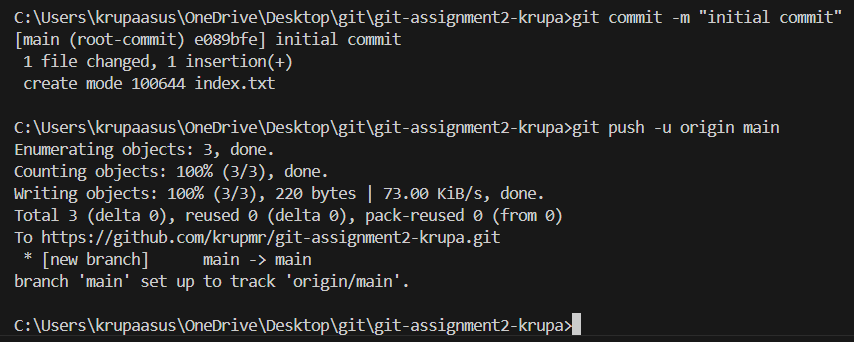 C:\Users\krupaasus\OneDrive\Desktop\git\git-assignment2-krupa>git commit -m "initial commit"
[main (root-commit) e089bfe] initial commit
 1 file changed, 1 insertion(+)
 create mode 100644 index.txt

C:\Users\krupaasus\OneDrive\Desktop\git\git-assignment2-krupa>git push -u origin main
Enumerating objects: 3, done.
Counting objects: 100% (3/3), done.
Writing objects: 100% (3/3), 220 bytes | 73.00 KiB/s, done.
Total 3 (delta 0), reused 0 (delta 0), pack-reused 0 (from 0)
To https://github.com/krupmr/git-assignment2-krupa.git
 * [new branch]      main -> main
branch 'main' set up to track 'origin/main'.

C:\Users\krupaasus\OneDrive\Desktop\git\git-assignment2-krupa>